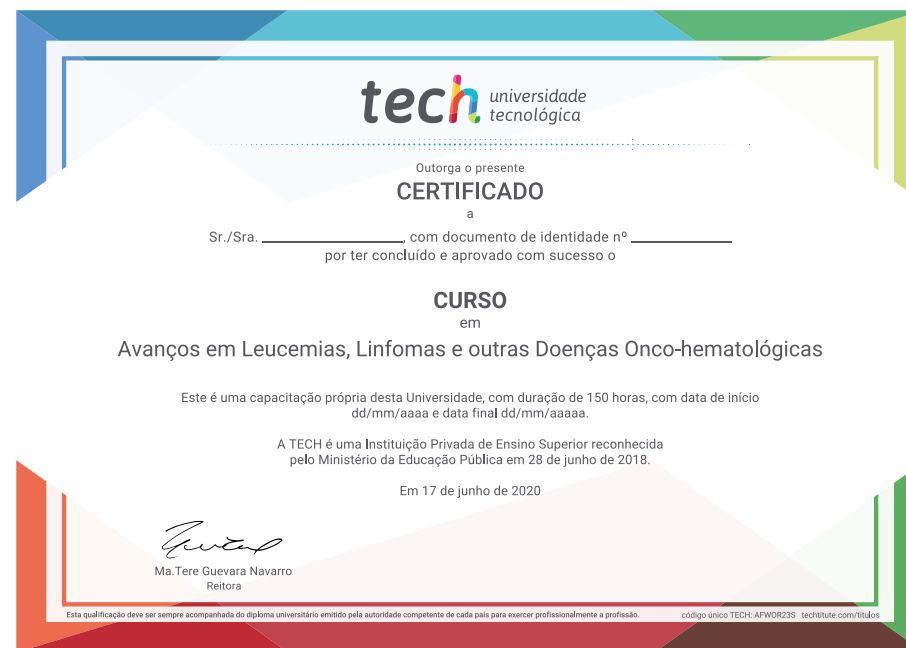 tech universidade
tecnológica
Outorga o presente
CERTIFICADO
a
Sr./Sra. ____________________, com documento de identidade nº ______________
por ter concluído e aprovado com sucesso o
CURSO
em
Avanços em Leucemias, Linfomas e outras Doenças Onco-hematológicas
Este é uma capacitação própria desta Universidade, com duração de 150 horas, com data de início
dd/mm/aaaa e data final dd/mm/aaaaa.
A TECH é uma Instituição Privada de Ensino Superior reconhecida
pelo Ministério da Educação Pública em 28 de junho de 2018.
Em 17 de junho de 2020
Ma.Tere Guevara Navarro
Reitora
Esta qualificação deve ser sempre acompanhada do diploma universitário emitido pela autoridade competente de cada país para exercer profissionalmente a profissão. código único TECH: AFWOR23S techtitute.com/titulos